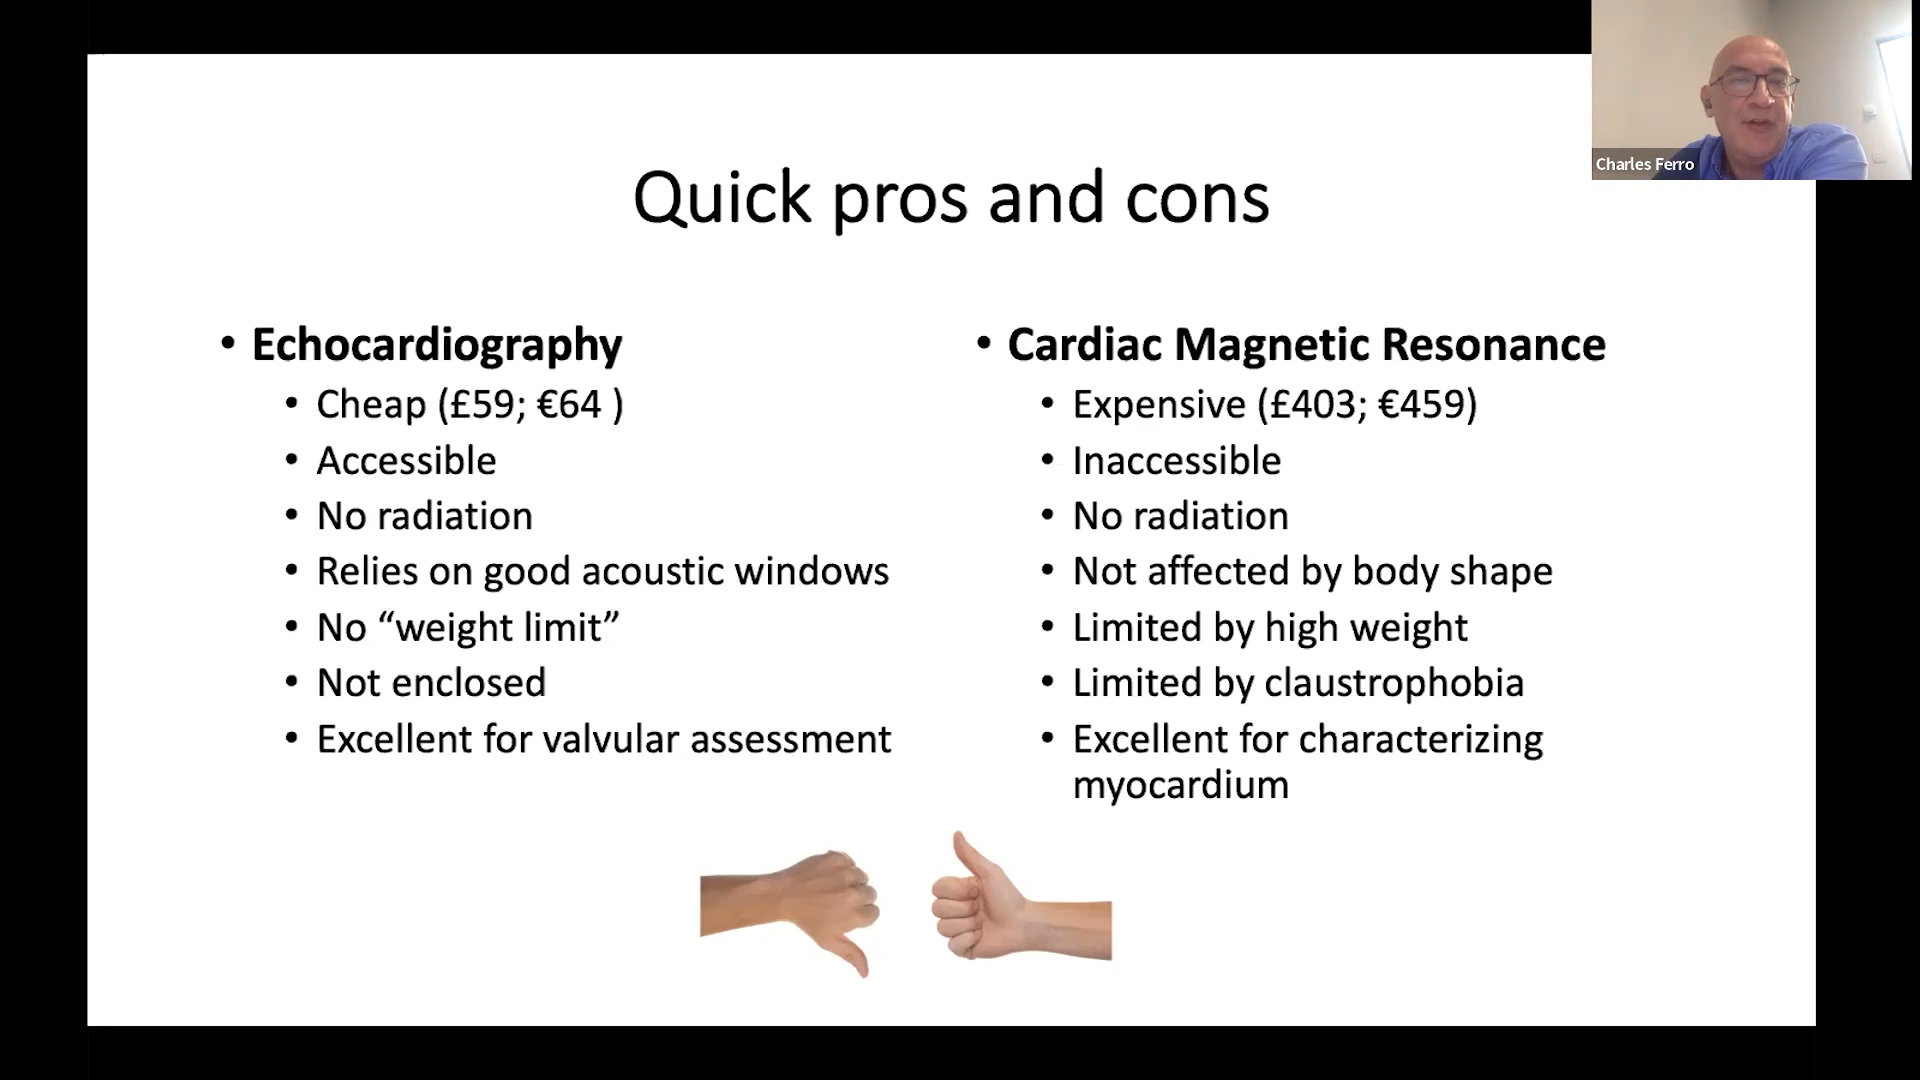 Charles Ferro
Quick pros and cons
• Echocardiography
• Cheap (£59; €64 )
• Accessible
• No radiation
• Relies on good acoustic windows
• No “weight limit”
• Not enclosed
• Excellent for valvular assessment
• Cardiac Magnetic Resonance
• Expensive (£403; €459)
• Inaccessible
• No radiation
• Not affected by body shape
• Limited by high weight
• Limited by claustrophobia
• Excellent for characterizing
myocardium